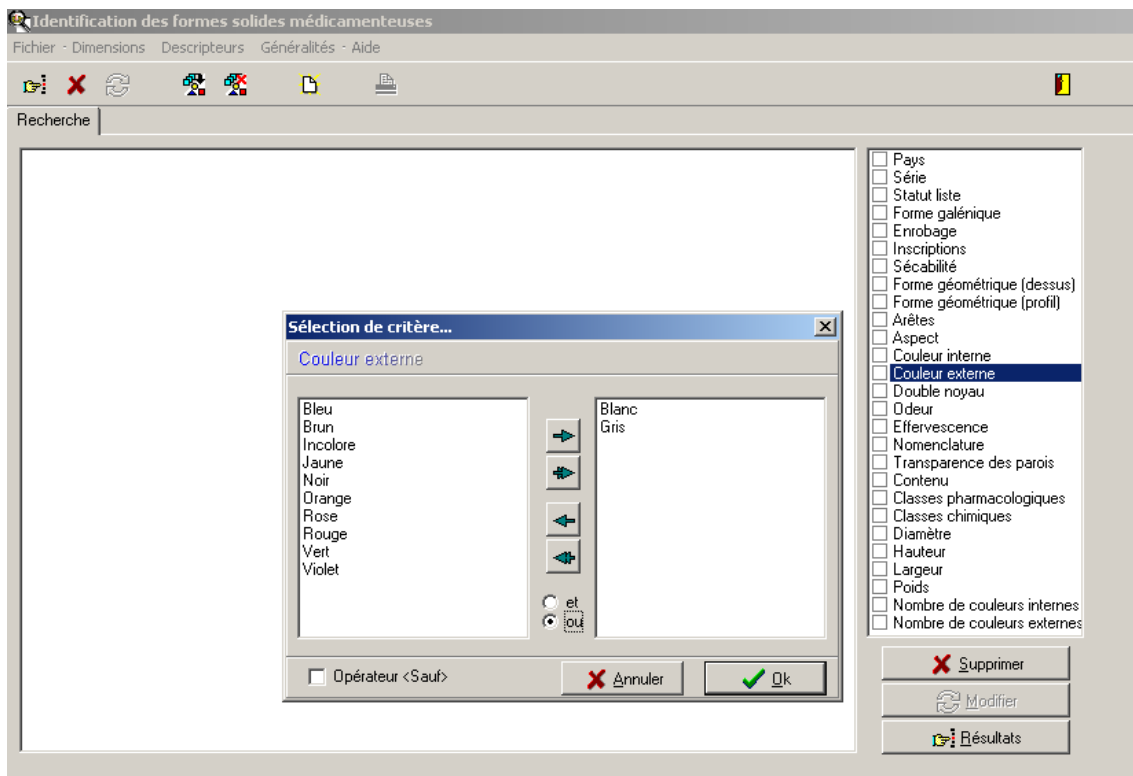 Identification des formes solides médicamenteuses
Fichier - Dimensions Descripteurs Généralités - Aide
Recherche
Pays
Série
Statut liste
Forme galénique
Enrobage
Inscriptions
Sécabilité
Forme géométrique (dessus)
Forme géométrique (profil)
Arêtes
Aspect
Couleur interne
Couleur externe
Double noyau
Odeur
Effervescence
Nomenclature
Transparence des parois
Contenu
Classes pharmacologiques
Classes chimiques
Diamètre
Hauteur
Largeur
Poids
Nombre de couleurs internes
Nombre de couleurs externes
Sélection de critère...
Couleur externe
Bleu
Brun
Incolore
Jaune
Noir
Orange
Rose
Rouge
Vert
Violet
et
ou
Blanc
Gris
Opérateur <Sauf>
Annuler
Ok
Supprimer
Modifier
Résultats